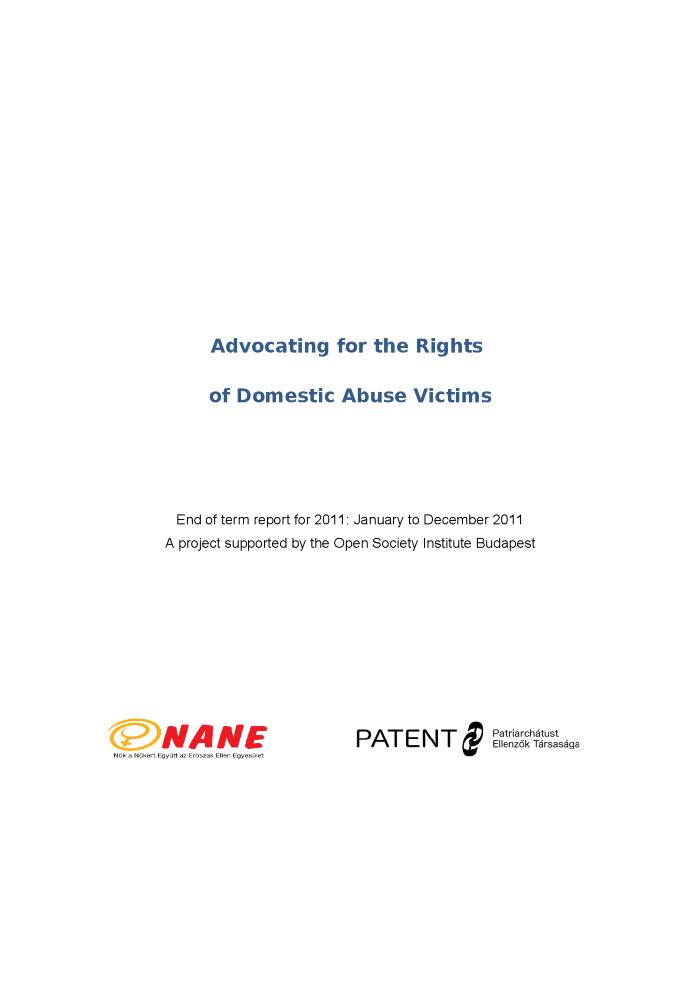 Advocating for the Rights
of Domestic Abuse Victims
End of term report for 2011: January to December 2011
A project supported by the Open Society Institute Budapest
NANE
Nők a Nőkért Együtt az Erőszak Ellen Egyesület
PATENT
Patriarchátust
Ellenzők Társasága